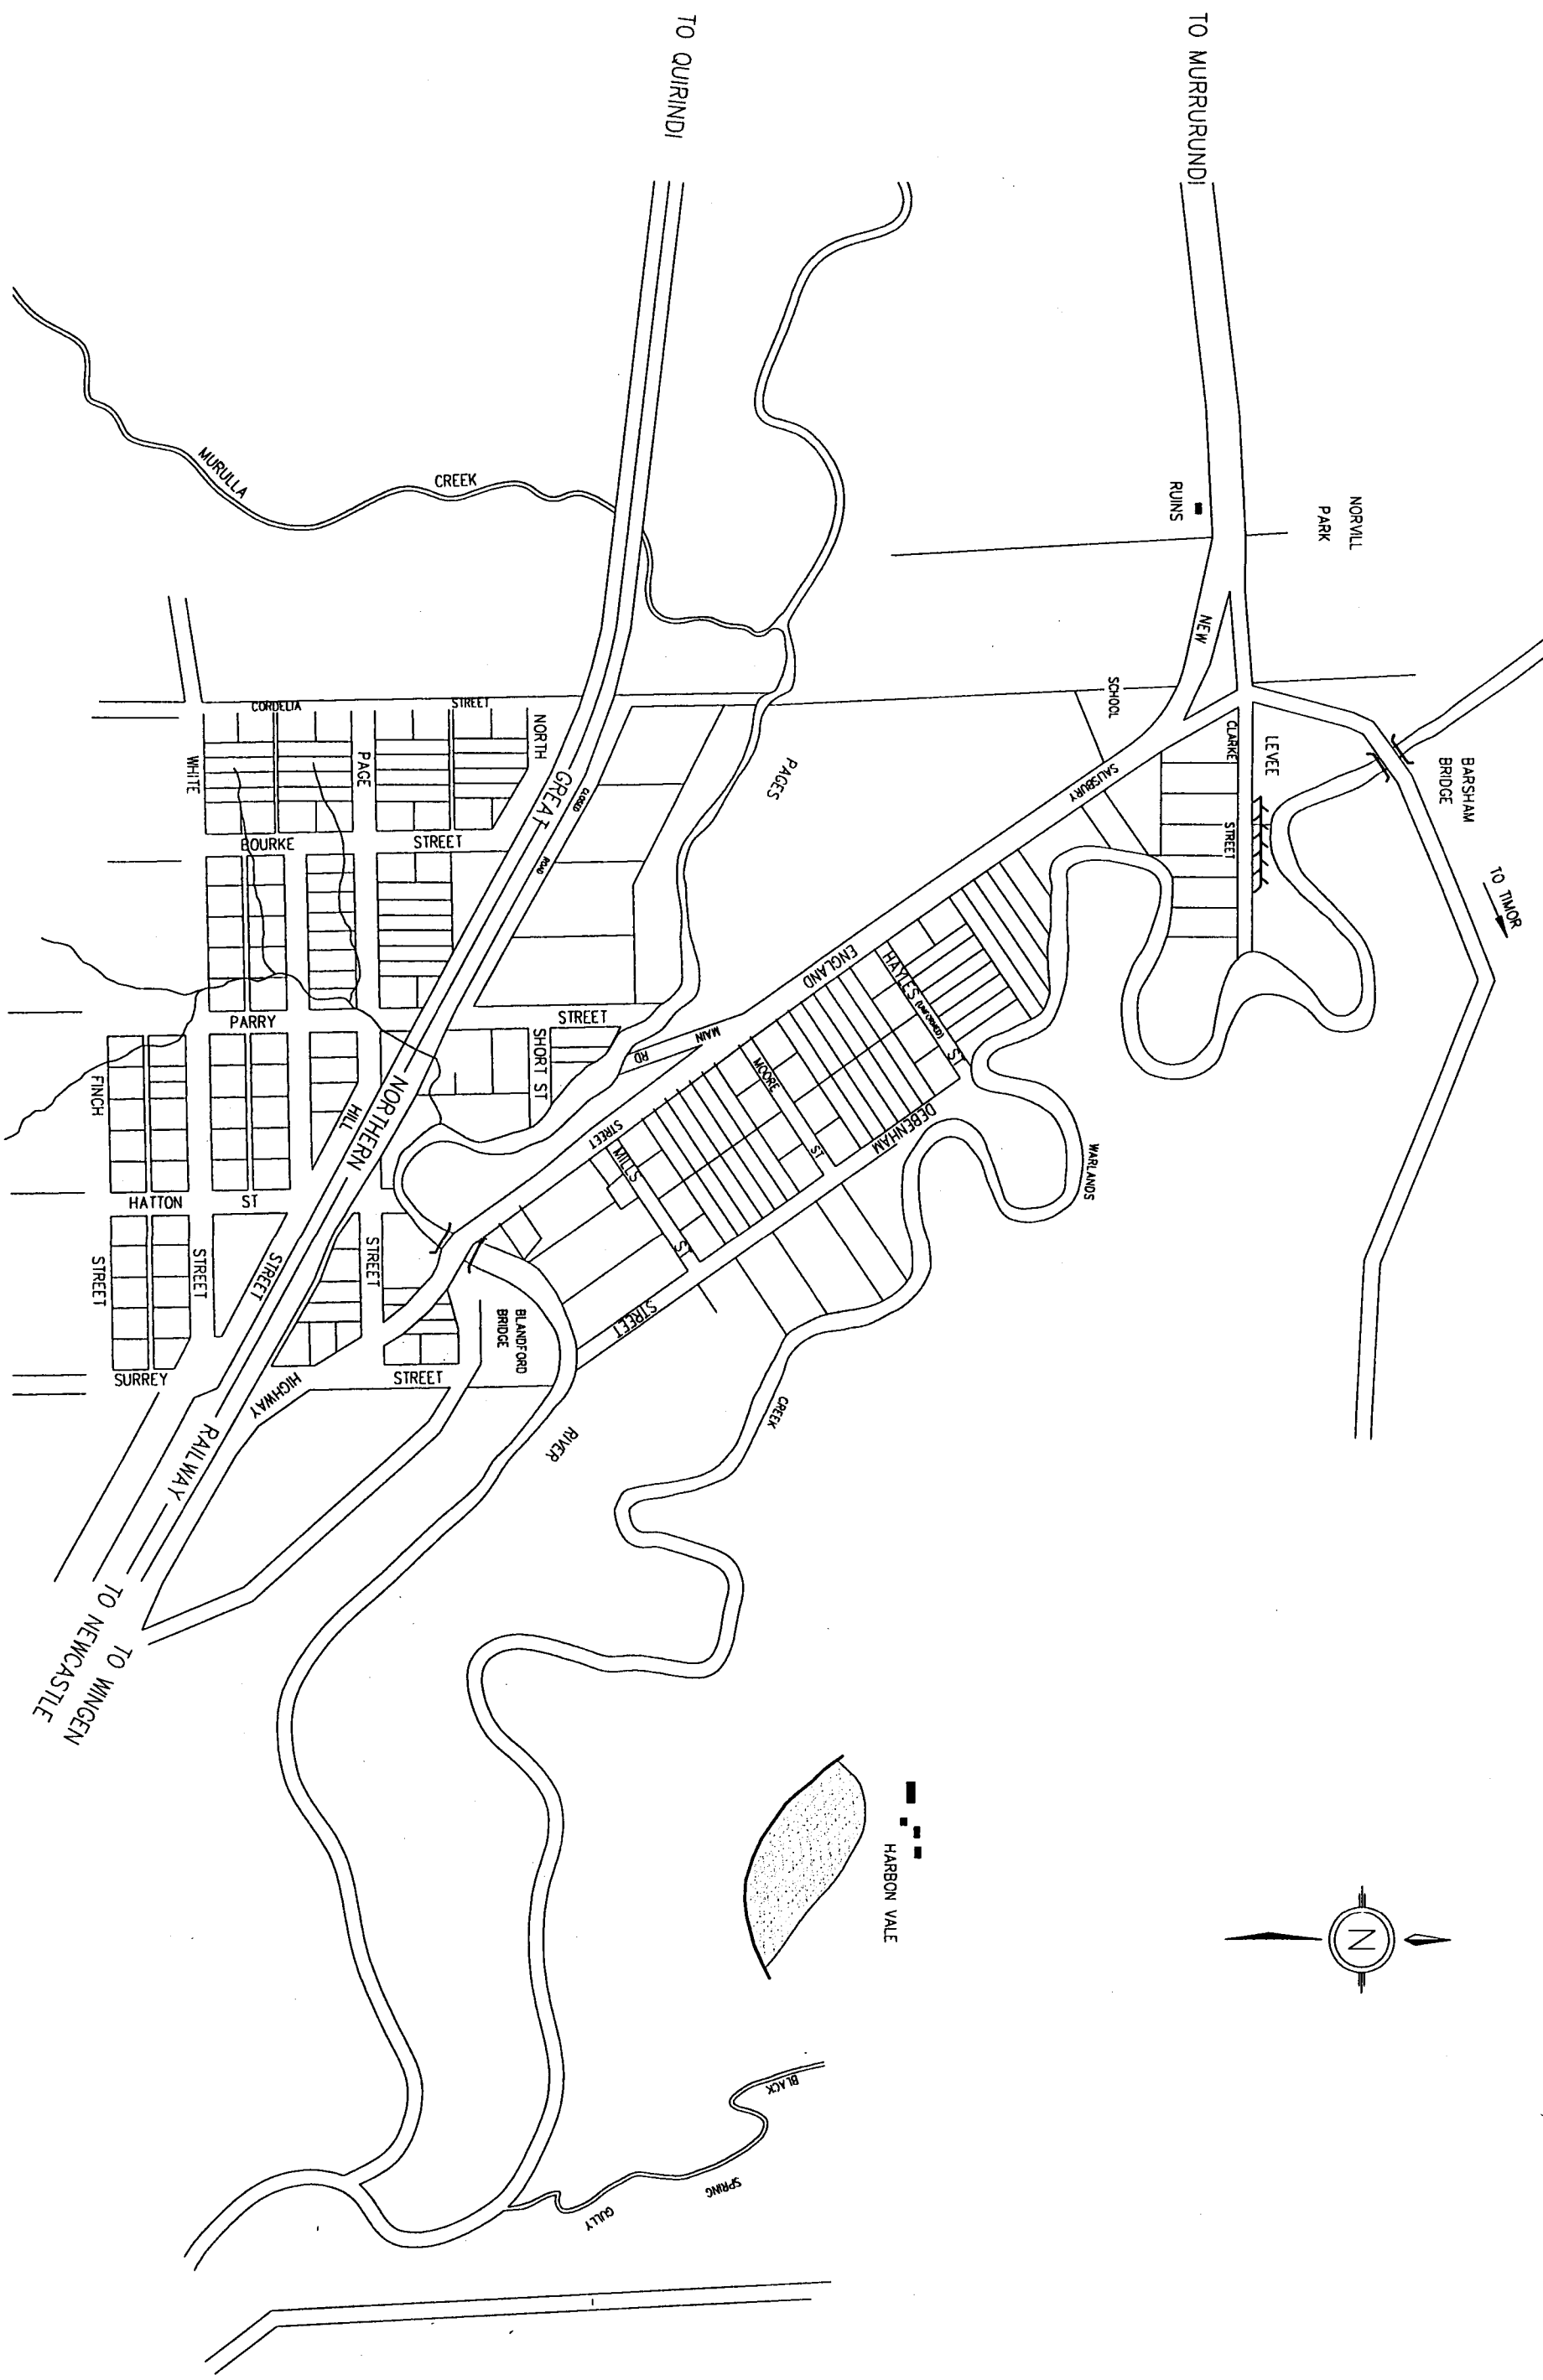 TO MURRURUNDI
TO QUIRINDI
NORVILL
PARK
RUINS
BARSHAM
BRIDGE
TO TIMOR
NEW
SCHOOL
LEVEE
CLARKE
STREET
SALISBURY
PAGES
ENGLAND
HAYLES (UNFORMED) ST
MAIN
RD
MOORE
ST
DEBENHAM
STREET
WARLANDS
CREEK
STREET
MILLS
ST
BLANDFORD
BRIDGE
RIVER
HIGHWAY
MURULLA
CREEK
GREAT
NORTHERN
RAILWAY
CLOSED
ROAD
CORDELIA
STREET
NORTH
PAGE
WHITE
BOURKE
STREET
PARRY
STREET
SHORT ST
HILL
STREET
FINCH
STREET
HATTON
ST
STREET
STREET
SURREY
STREET
TO WINGEN
TO NEWCASTLE
HARBON VALE
BLACK
SPRING
GULLY
N